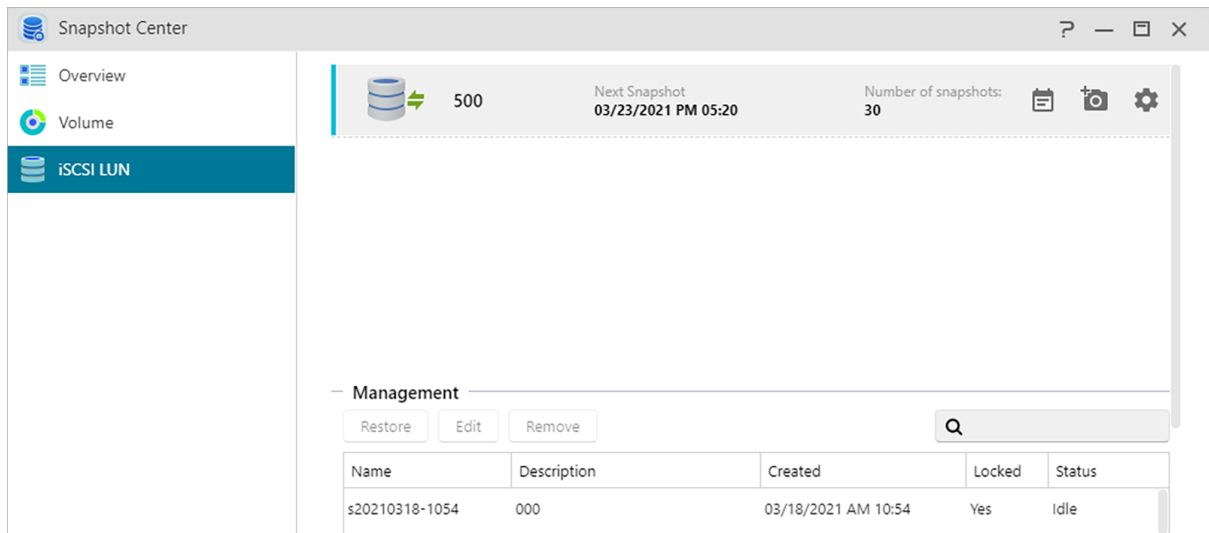 Snapshot Center
Overview
Volume
iSCSI LUN
500
Next Snapshot
03/23/2021 PM 05:20
Number of snapshots:
30
Management
Restore Edit Remove
Name Description Created Locked Status
s20210318-1054 000 03/18/2021 AM 10:54 Yes Idle